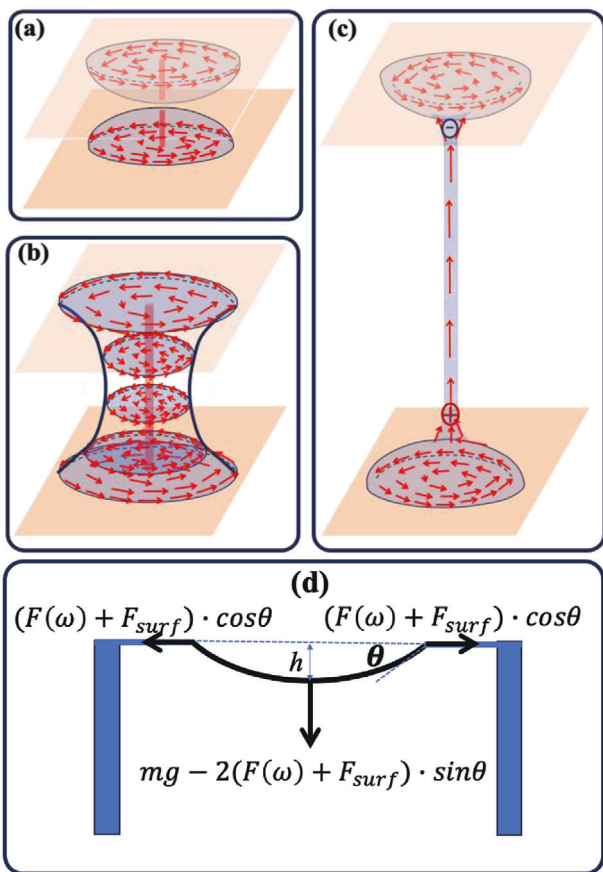 (a)
(b)
(c)
−
+
(d)
(F(ω) + F_surf) · cosθ
(F(ω) + F_surf) · cosθ
h
θ
mg − 2(F(ω) + F_surf) · sinθ